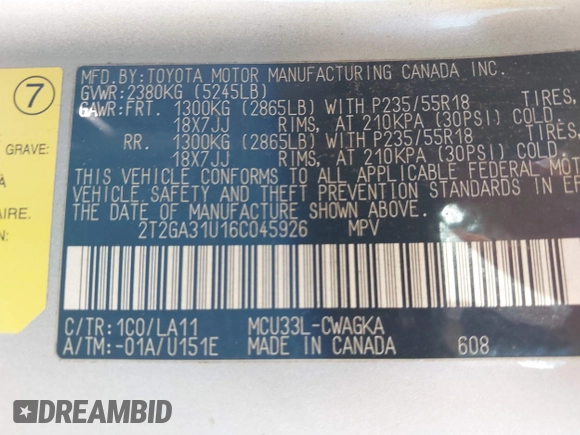 MFD.BY:TOYOTA MOTOR MANUFACTURING CANADA INC.
GVWR:2380KG (5245LB)
GAWR:FRT. 1300KG (2865LB) WITH P235/55R18 TIRES,
18X7JJ RIMS, AT 210KPA (30PSI) COLD.
RR. 1300KG (2865LB) WITH P235/55R18 TIRES,
18X7JJ RIMS, AT 210KPA (30PSI) COLD.
THIS VEHICLE CONFORMS TO ALL APPLICABLE FEDERAL MOTOR
VEHICLE SAFETY AND THEFT PREVENTION STANDARDS IN EF
THE DATE OF MANUFACTURE SHOWN ABOVE.
2T2GA31U16C045926 MPV
C/TR:1C0/LA11 MCU33L-CWAGKA
A/TM:-01A/U151E MADE IN CANADA 608
7
GRAVE:
A
AIRE.
DREAMBID